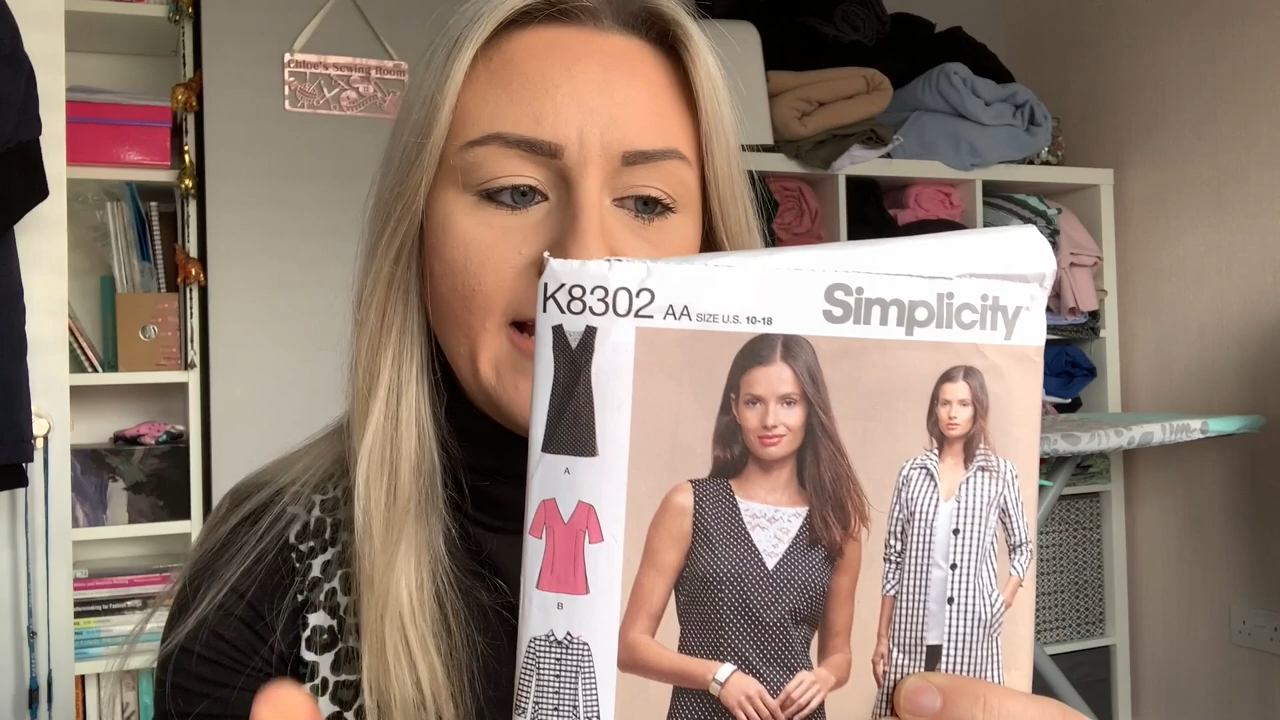 Chloe's Sewing Room
K8302 AA SIZE U.S. 10-18
Simplicity
A
B